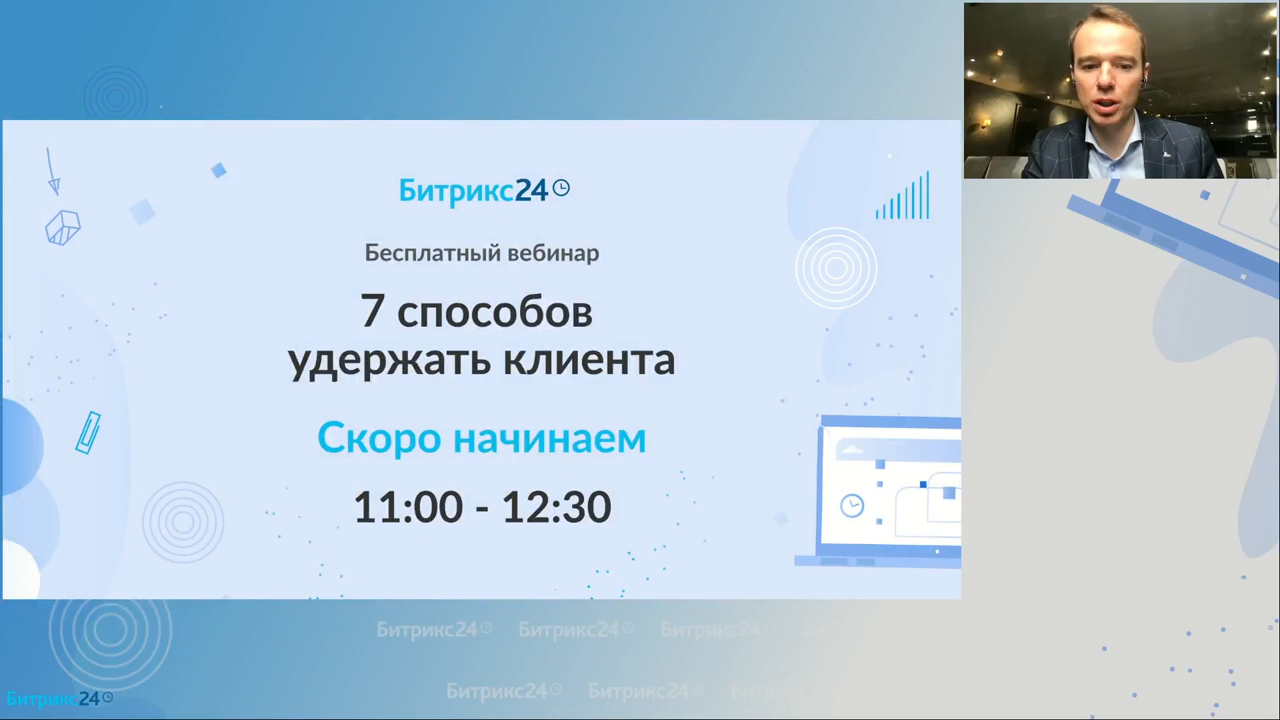 Битрикс24
Бесплатный вебинар
7 способов
удержать клиента
Скоро начинаем
11:00 - 12:30
Битрикс24 Битрикс24 Битрикс24
Битрикс24 Битрикс24
Битрикс24